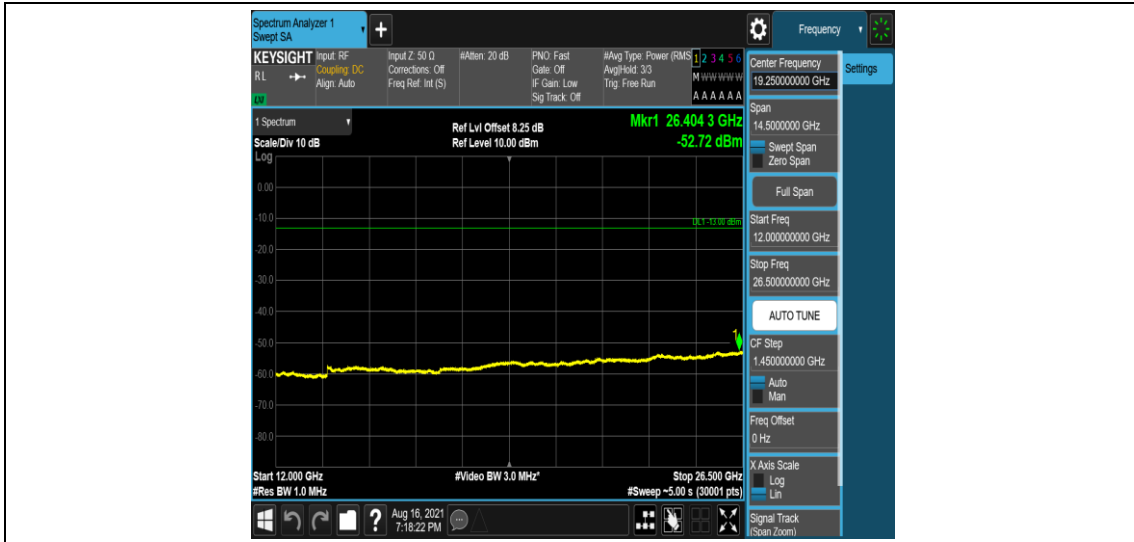 Spectrum Analyzer 1
Swept SA
+
Frequency
KEYSIGHT
R L
LXI
Input: RF
Coupling: DC
Align: Auto
Input Z: 50 Ω
Corrections: Off
Freq Ref: Int (S)
#Atten: 20 dB
PNO: Fast
Gate: Off
IF Gain: Low
Sig Track: Off
#Avg Type: Power (RMS
Avg|Hold: 3/3
Trig: Free Run
1 2 3 4 5 6
M W W W W W
A A A A A A
Center Frequency
19.250000000 GHz
Settings
Span
14.5000000 GHz
Swept Span
Zero Span
Full Span
Start Freq
12.000000000 GHz
Stop Freq
26.500000000 GHz
AUTO TUNE
CF Step
1.450000000 GHz
Auto
Man
Freq Offset
0 Hz
X Axis Scale
Log
Lin
Signal Track
(Span Zoom)
1 Spectrum
Scale/Div 10 dB
Log
Ref Lvl Offset 8.25 dB
Ref Level 10.00 dBm
Mkr1 26.404 3 GHz
-52.72 dBm
0.00
-10.0
DL1 -13.00 dBm
-20.0
-30.0
-40.0
1
-50.0
-60.0
-70.0
-80.0
Start 12.000 GHz
#Res BW 1.0 MHz
#Video BW 3.0 MHz*
Stop 26.500 GHz
#Sweep ~5.00 s (30001 pts)
?
Aug 16, 2021
7:18:22 PM